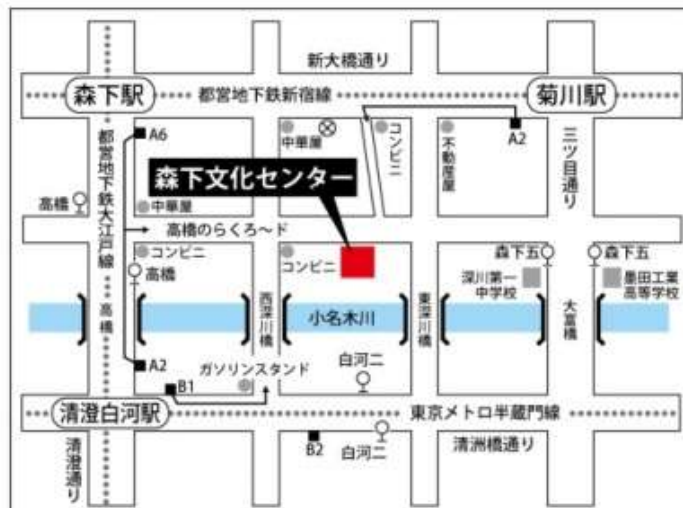 新大橋通り
森下駅
都営地下鉄新宿線
菊川駅
A6
中華屋
コンビニ
A2
不動産屋
三ツ目通り
都営地下鉄大江戸線
森下文化センター
高橋
中華屋
高橋のらくろ〜ド
コンビニ
高橋
コンビニ
森下五
森下五
深川第一
中学校
墨田工業
高等学校
高橋
西深川橋
小名木川
東深川橋
大富橋
A2
ガソリンスタンド
白河二
B1
清澄白河駅
東京メトロ半蔵門線
清澄通り
B2
白河二
清洲橋通り